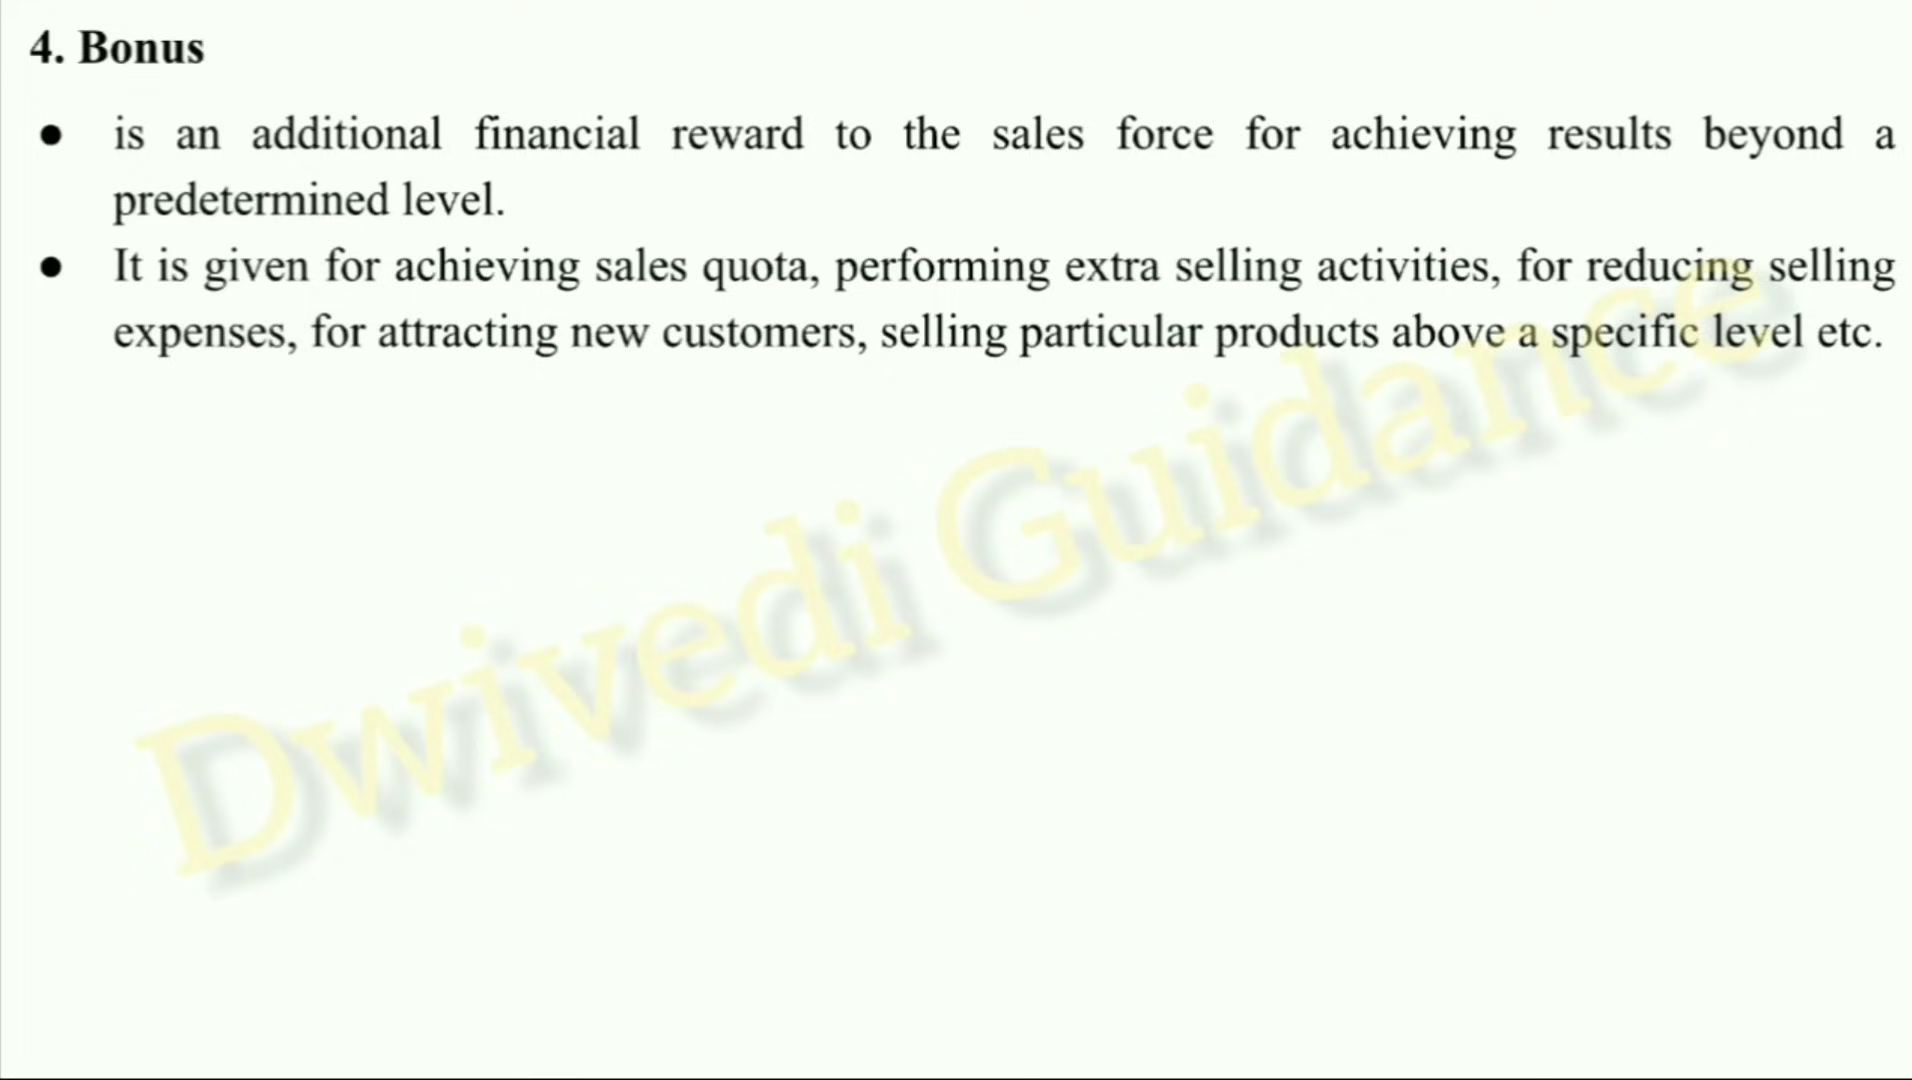 4. Bonus
● is an additional financial reward to the sales force for achieving results beyond a
predetermined level.
● It is given for achieving sales quota, performing extra selling activities, for reducing selling
expenses, for attracting new customers, selling particular products above a specific level etc.
Dwivedi Guidance